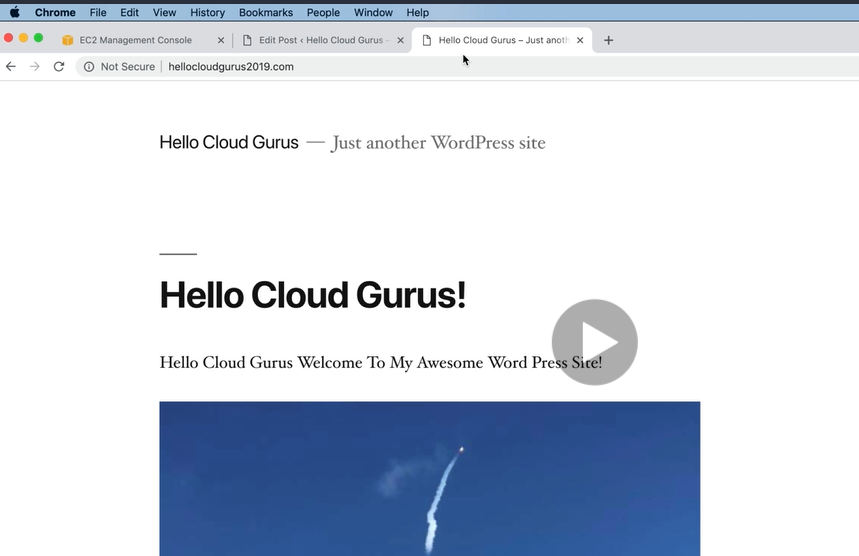 Chrome File Edit View History Bookmarks People Window Help
EC2 Management Console Edit Post ‹ Hello Cloud Gurus - Hello Cloud Gurus – Just anoth
Not Secure | hellocloudgurus2019.com
Hello Cloud Gurus — Just another WordPress site
Hello Cloud Gurus!
Hello Cloud Gurus Welcome To My Awesome Word Press Site!